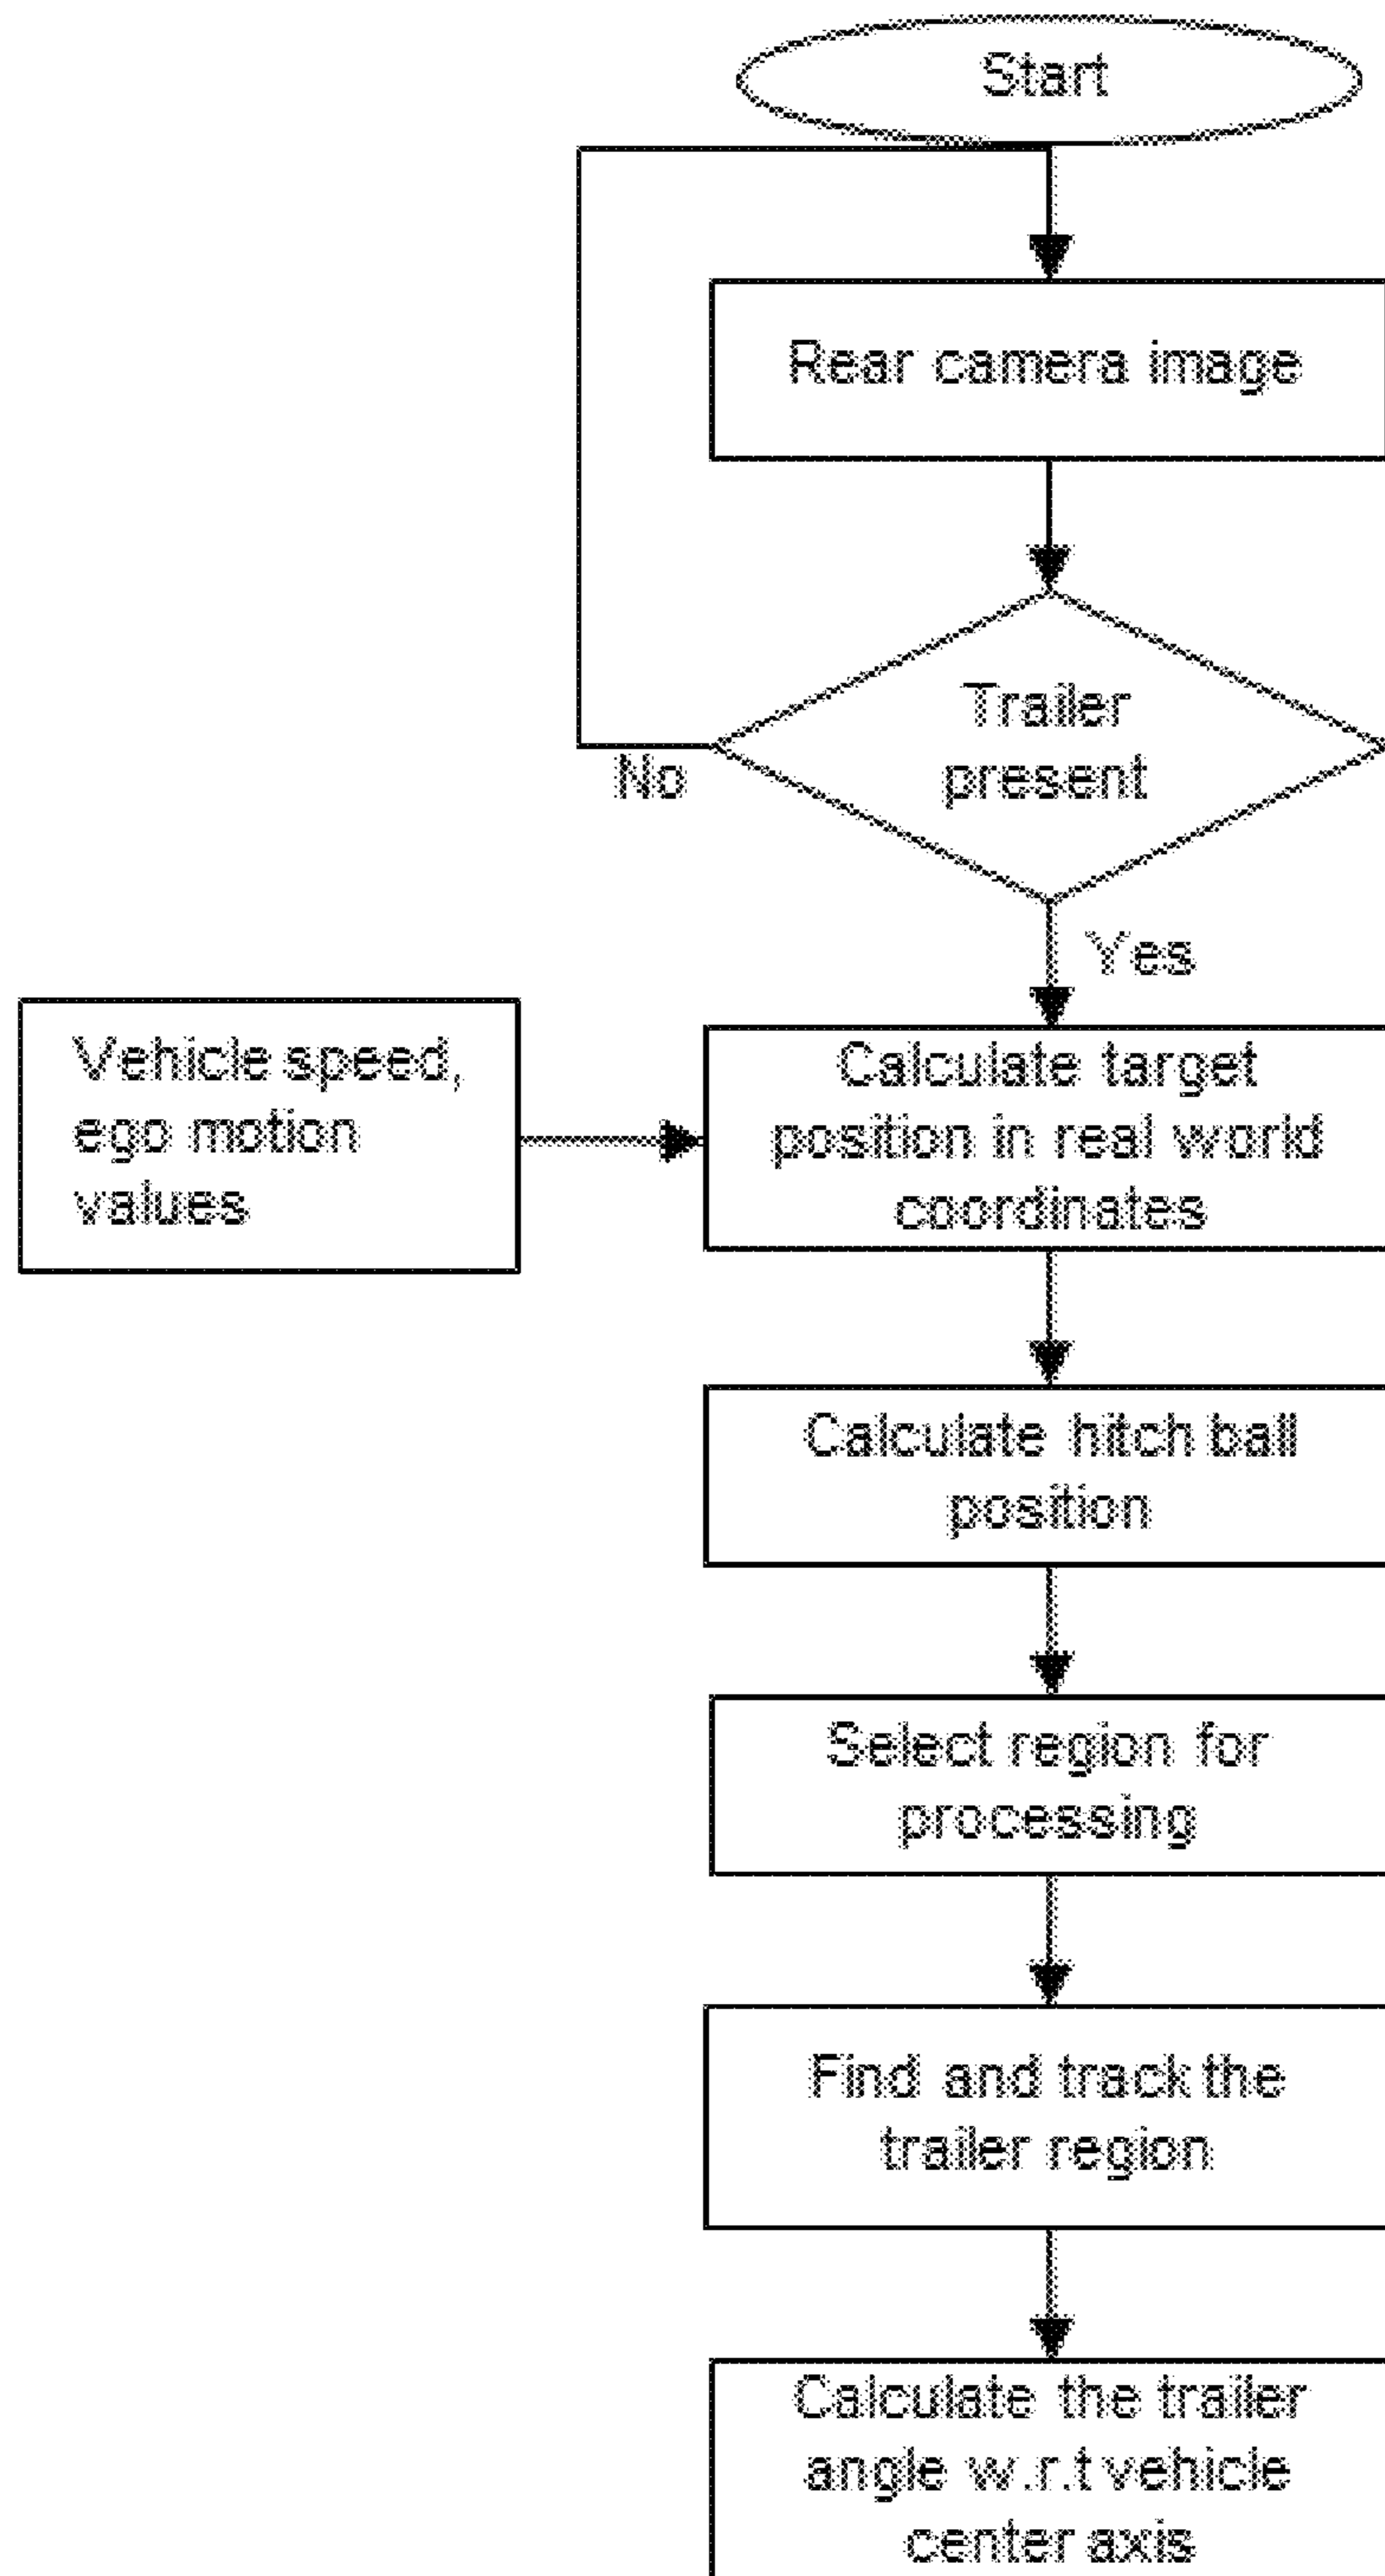 Start
Rear camera image
Trailer
present
No
Yes
Vehicle speed,
ego motion
values
Calculate target
position in real world
coordinates
Calculate hitch ball
position
Select region for
processing
Find and track the
trailer region
Calculate the trailer
angle w.r.t vehicle
center axis